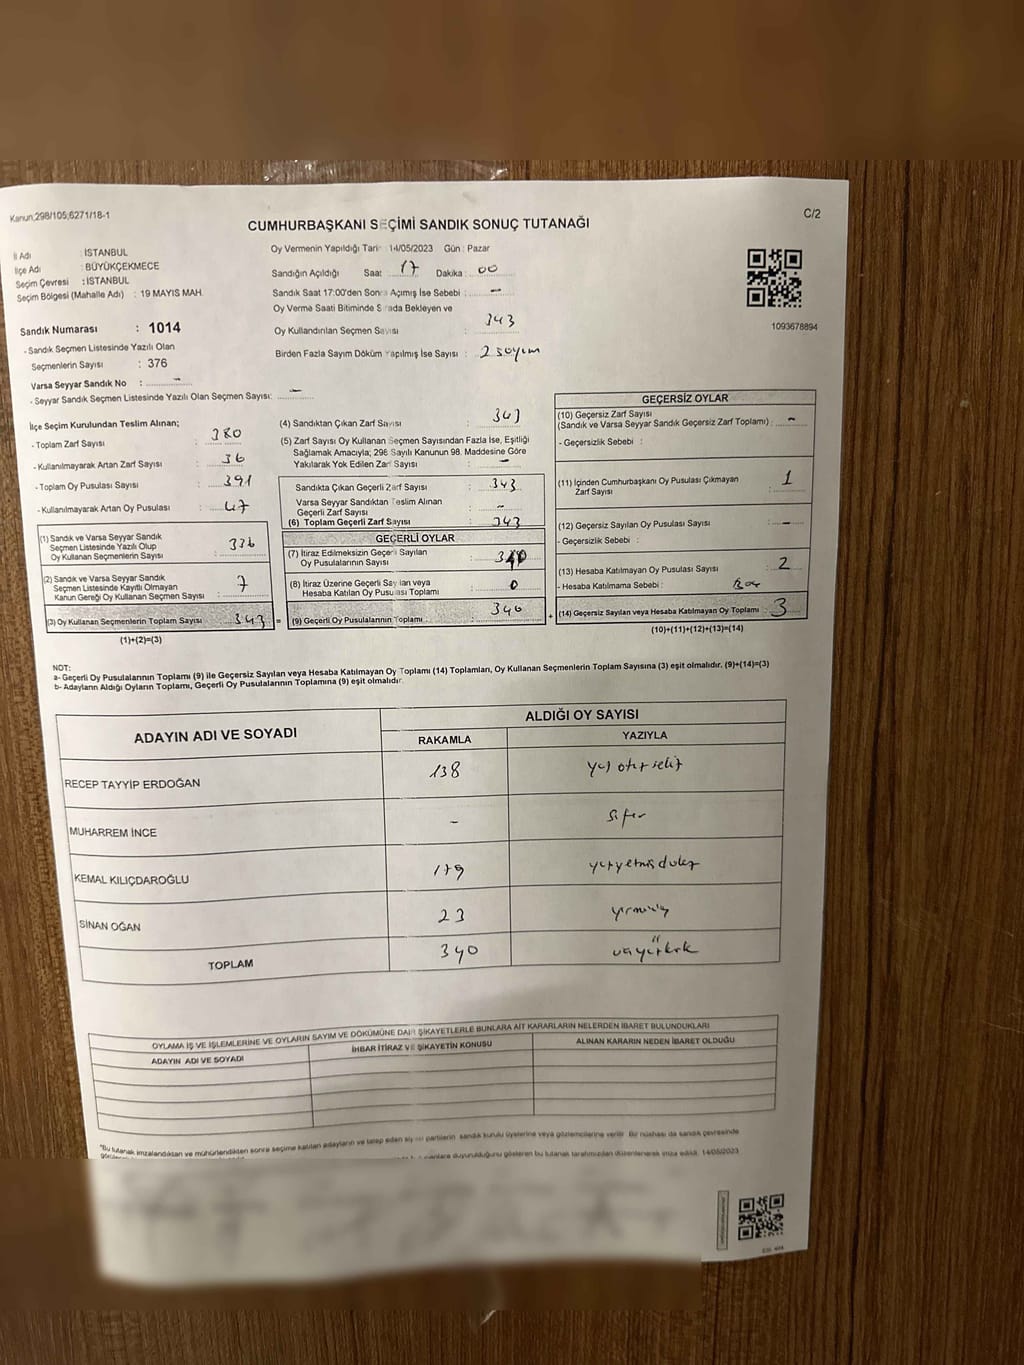 Kanun;298/105;6271/18-1
C/2
CUMHURBAŞKANI SEÇİMİ SANDIK SONUÇ TUTANAĞI
İl Adı : İSTANBUL
İlçe Adı : BÜYÜKÇEKMECE
Seçim Çevresi : İSTANBUL
Seçim Bölgesi (Mahalle Adı) : 19 MAYIS MAH.
Sandık Numarası : 1014
- Sandık Seçmen Listesinde Yazılı Olan
Seçmenlerin Sayısı : 376
Varsa Seyyar Sandık No : –
- Seyyar Sandık Seçmen Listesinde Yazılı Olan Seçmen Sayısı: –
Oy Vermenin Yapıldığı Tarih : 14/05/2023 Gün : Pazar
Sandığın Açıldığı Saat : 17 Dakika : 00
Sandık Saat 17:00'den Sonra Açmış İse Sebebi : –
Oy Verme Saati Bitiminde Sırada Bekleyen ve
Oy Kullandırılan Seçmen Sayısı : 343
Birden Fazla Sayım Döküm Yapılmış İse Sayısı : 2 sayım
1093678894
İlçe Seçim Kurulundan Teslim Alınan;
- Toplam Zarf Sayısı : 380
- Kullanılmayarak Artan Zarf Sayısı : 36
- Toplam Oy Pusulası Sayısı : 391
- Kullanılmayarak Artan Oy Pusulası : 47
(1) Sandık ve Varsa Seyyar Sandık
Seçmen Listesinde Yazılı Olup
Oy Kullanan Seçmenlerin Sayısı : 336
(2) Sandık ve Varsa Seyyar Sandık
Seçmen Listesinde Kayıtlı Olmayan
Kanun Gereği Oy Kullanan Seçmen Sayısı : 7
(3) Oy Kullanan Seçmenlerin Toplam Sayısı : 343 =
(1)+(2)=(3)
(4) Sandıktan Çıkan Zarf Sayısı : 343
(5) Zarf Sayısı Oy Kullanan Seçmen Sayısından Fazla İse, Eşitliği
Sağlamak Amacıyla; 298 Sayılı Kanunun 98. Maddesine Göre
Yakılarak Yok Edilen Zarf Sayısı : –
Sandıkta Çıkan Geçerli Zarf Sayısı : 343
Varsa Seyyar Sandıktan Teslim Alınan
Geçerli Zarf Sayısı : –
(6) Toplam Geçerli Zarf Sayısı : 343
GEÇERLİ OYLAR
(7) İtiraz Edilmeksizin Geçerli Sayılan
Oy Pusulalarının Sayısı : 340
(8) İtiraz Üzerine Geçerli Sayılan veya
Hesaba Katılan Oy Pusulası Toplamı : 0
(9) Geçerli Oy Pusulalarının Toplamı : 340 +
GEÇERSİZ OYLAR
(10) Geçersiz Zarf Sayısı
(Sandık ve Varsa Seyyar Sandık Geçersiz Zarf Toplamı) : –
- Geçersizlik Sebebi :
(11) İçinden Cumhurbaşkanı Oy Pusulası Çıkmayan
Zarf Sayısı : 1
(12) Geçersiz Sayılan Oy Pusulası Sayısı : –
- Geçersizlik Sebebi :
(13) Hesaba Katılmayan Oy Pusulası Sayısı : 2
- Hesaba Katılmama Sebebi :
(14) Geçersiz Sayılan veya Hesaba Katılmayan Oy Toplamı : 3
(10)+(11)+(12)+(13)=(14)
NOT:
a- Geçerli Oy Pusulalarının Toplamı (9) ile Geçersiz Sayılan veya Hesaba Katılmayan Oy Toplamı (14) Toplamları, Oy Kullanan Seçmenlerin Toplam Sayısına (3) eşit olmalıdır. (9)+(14)=(3)
b- Adayların Aldığı Oyların Toplamı, Geçerli Oy Pusulalarının Toplamına (9) eşit olmalıdır.
ADAYIN ADI VE SOYADI
ALDIĞI OY SAYISI
RAKAMLA YAZIYLA
RECEP TAYYİP ERDOĞAN 138 yüz otuz sekiz
MUHARREM İNCE – sıfır
KEMAL KILIÇDAROĞLU 179 yüzyetmişdokuz
SİNAN OĞAN 23 yirmiüç
TOPLAM 340 üçyüzkırk
OYLAMA İŞ VE İŞLEMLERİNE VE OYLARIN SAYIM VE DÖKÜMÜNE DAİR ŞİKAYETLERLE BUNLARA AİT KARARLARIN NELERDEN İBARET BULUNDUKLARI
ADAYIN ADI VE SOYADI İHBAR İTİRAZ VE ŞİKAYETİN KONUSU ALINAN KARARIN NEDEN İBARET OLDUĞU
"Bu tutanak imzalandıktan ve mühürlendikten sonra seçime katılan adayların ve talep eden siyasi partilerin sandık kurulu üyelerine veya gözlemcilerine verilir. Bir nüshası da sandık çevresinde
duyurulduğunu gösteren bu tutanak tarafımızdan düzenlenerek imza edildi. 14/05/2023